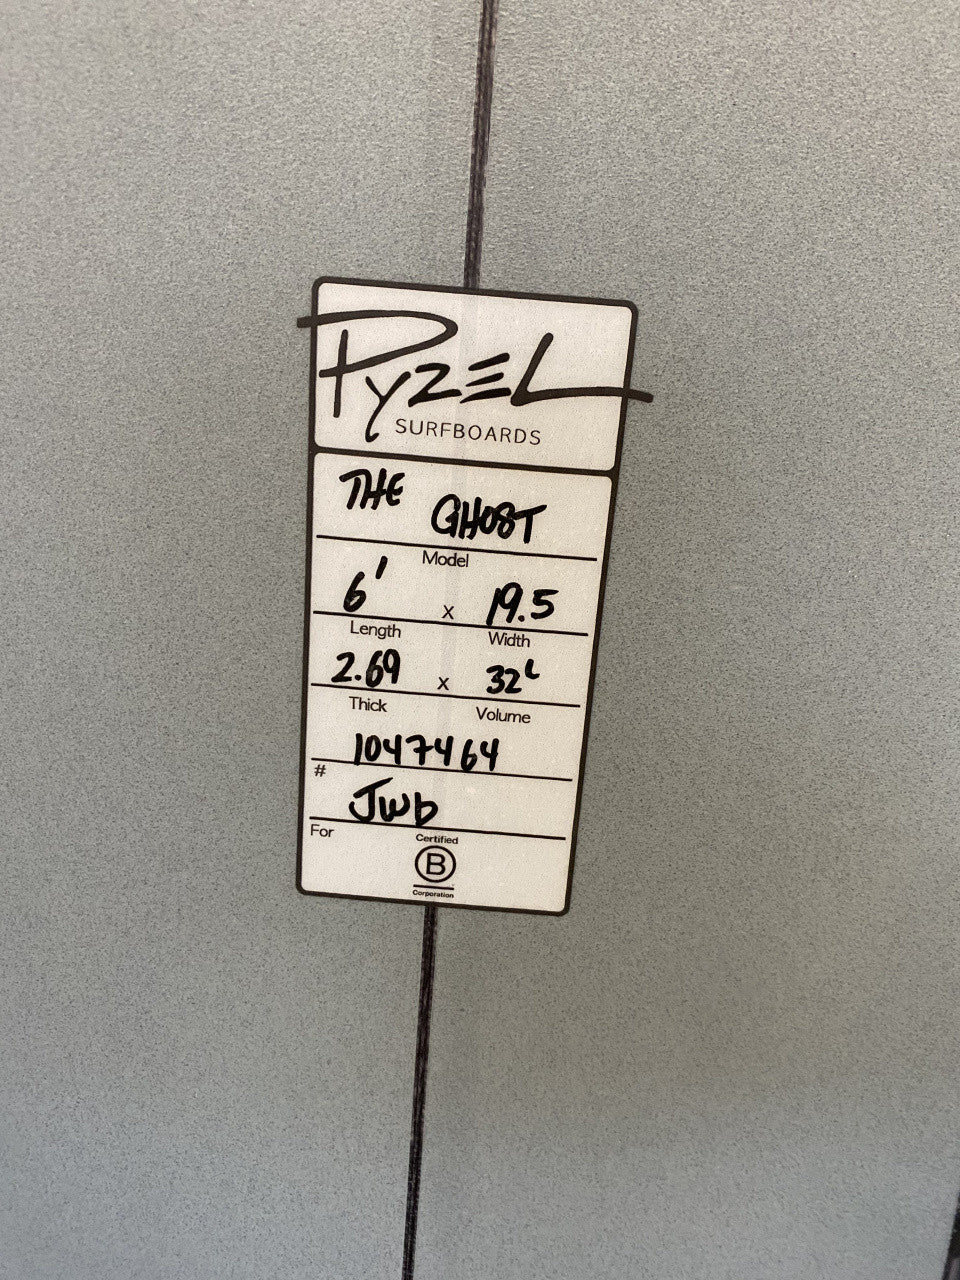 PYZEL
SURFBOARDS
THE GHOST
Model
6' x 19.5
Length Width
2.69 x 32L
Thick Volume
# 1047464
For Jwb
Certified
B
Corporation